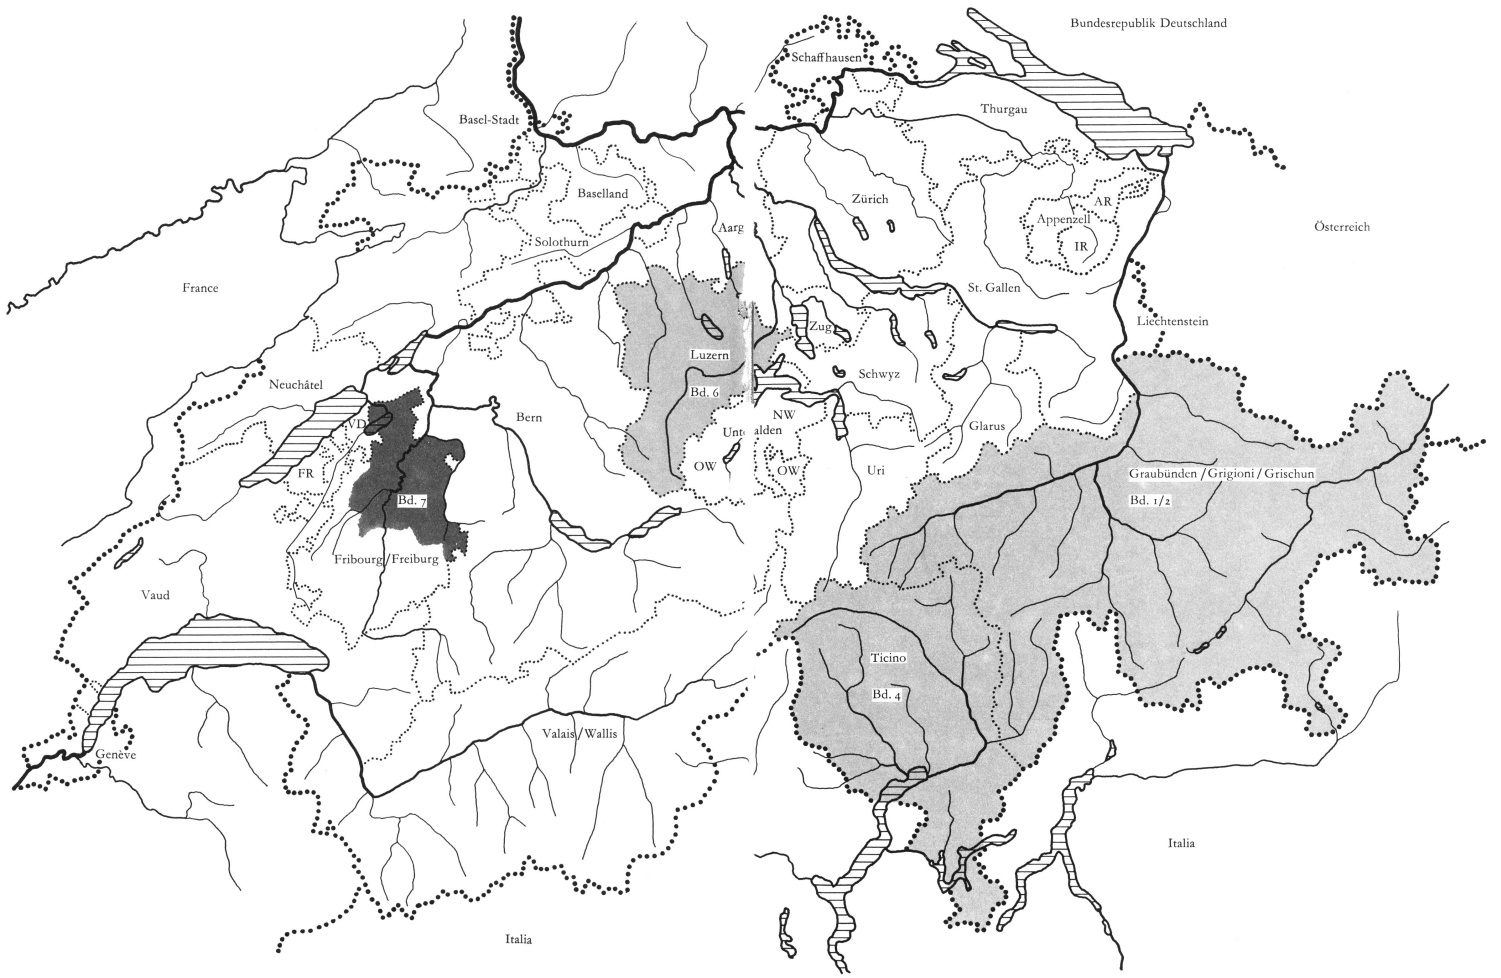 Bundesrepublik Deutschland
Schaffhausen
Thurgau
Basel-Stadt
Baselland
Zürich
AR
Appenzell
IR
Aarg
Solothurn
Österreich
France
St. Gallen
Liechtenstein
Zug
Luzern
Schwyz
Neuchâtel
Bd. 6
NW
Bern
VD
Unterwalden
Glarus
OW
OW
Uri
FR
Graubünden / Grigioni / Grischun
Bd. 1/2
Bd. 7
Fribourg/Freiburg
Vaud
Ticino
Bd. 4
Valais/Wallis
Genève
Italia
Italia